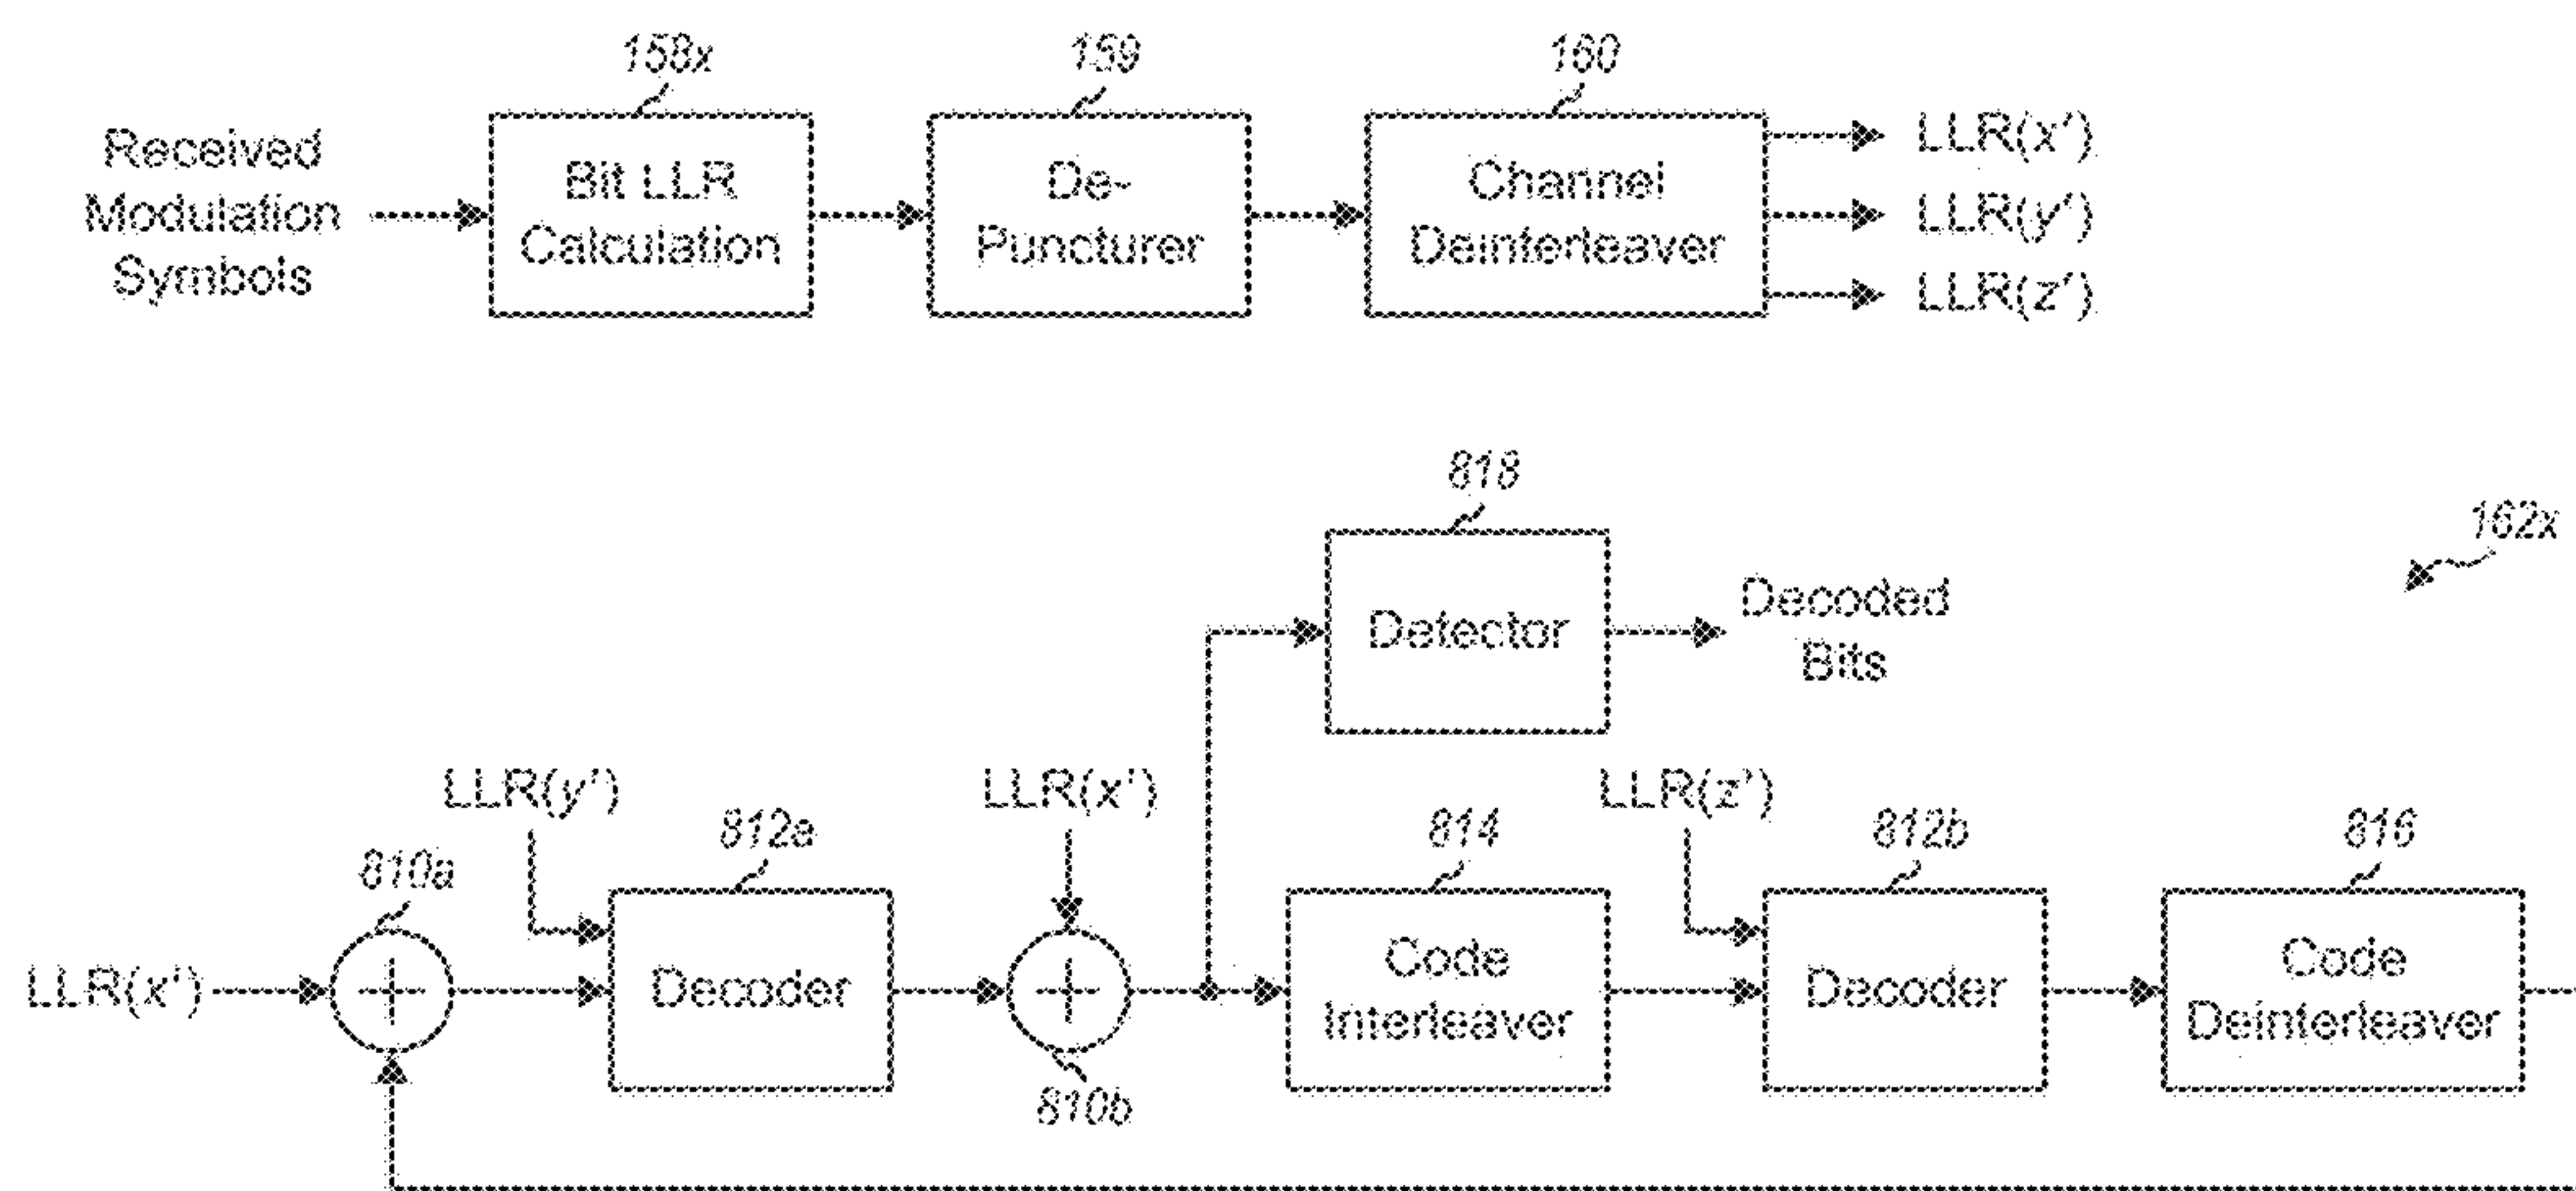 158x
159
160
Received
Modulation
Symbols
Bit LLR
Calculation
De-
Puncturer
Channel
Deinterleaver
LLR(x')
LLR(y')
LLR(z')
818
162x
Detector
Decoded
Bits
LLR(y')
LLR(x')
LLR(z')
810a
812a
814
812b
816
LLR(x')
Decoder
Code
Interleaver
Decoder
Code
Deinterleaver
810b